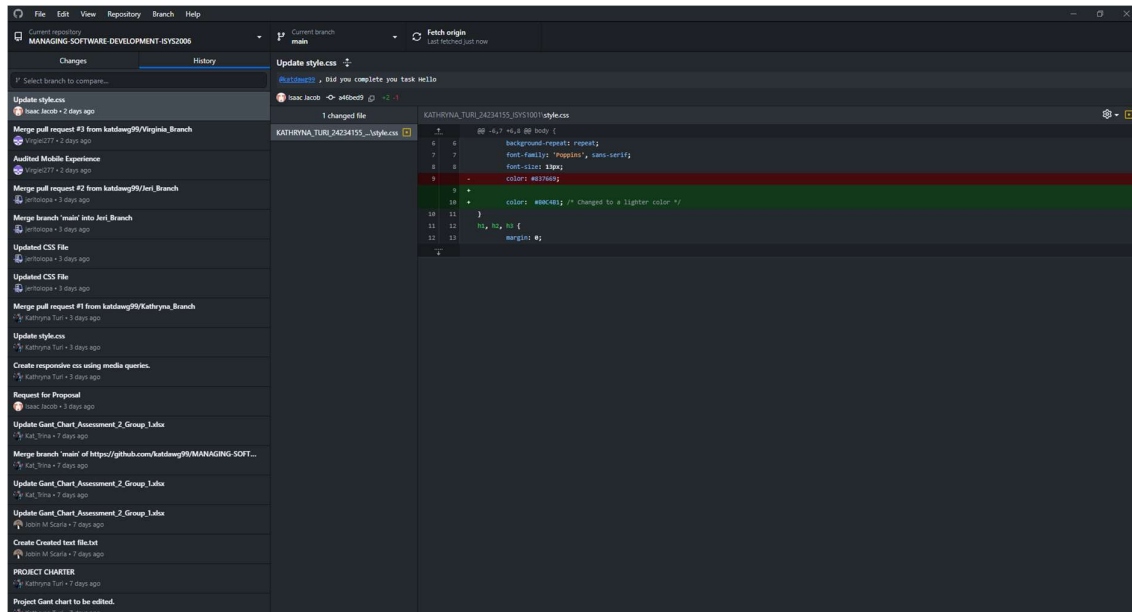 File Edit View Repository Branch Help
Current repository
MANAGING-SOFTWARE-DEVELOPMENT-ISYS2006
Current branch
main
Fetch origin
Last fetched just now
Changes History
Select branch to compare...
Update style.css
Isaac Jacob • 2 days ago
Merge pull request #3 from katdawg99/Virginia_Branch
Virgiei277 • 2 days ago
Audited Mobile Experience
Virgiei277 • 2 days ago
Merge pull request #2 from katdawg99/Jeri_Branch
jeritolopa • 3 days ago
Merge branch 'main' into Jeri_Branch
jeritolopa • 3 days ago
Updated CSS File
jeritolopa • 3 days ago
Updated CSS File
jeritolopa • 3 days ago
Merge pull request #1 from katdawg99/Kathryna_Branch
Kathryna Turi • 3 days ago
Update style.css
Kathryna Turi • 3 days ago
Create responsive css using media queries.
Kathryna Turi • 3 days ago
Request for Proposal
Isaac Jacob • 3 days ago
Update Gant_Chart_Assessment_2_Group_1.xlsx
Kat_Trina • 7 days ago
Merge branch 'main' of https://github.com/katdawg99/MANAGING-SOFT...
Kat_Trina • 7 days ago
Update Gant_Chart_Assessment_2_Group_1.xlsx
Kat_Trina • 7 days ago
Update Gant_Chart_Assessment_2_Group_1.xlsx
Jobin M Scaria • 7 days ago
Create Created text file.txt
Jobin M Scaria • 7 days ago
PROJECT CHARTER
Kathryna Turi • 7 days ago
Project Gant chart to be edited.
Update style.css
@katdawg99 , Did you complete you task Hello
Isaac Jacob a46bed9 +2 -1
1 changed file
KATHRYNA_TURI_24234155_...\style.css
KATHRYNA_TURI_24234155_ISYS1001\style.css
@@ -6,7 +6,8 @@ body {
6 6 background-repeat: repeat;
7 7 font-family: 'Poppins', sans-serif;
8 8 font-size: 13px;
9 - color: #837669;
9 +
10 + color: #B0C4B1; /* Changed to a lighter color */
10 11 }
11 12 h1, h2, h3 {
12 13 margin: 0;